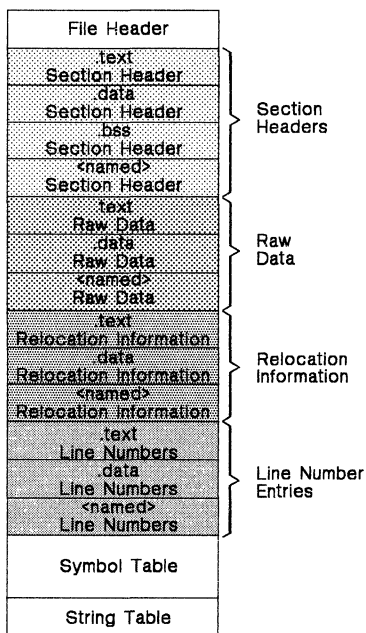 File Header
.text
Section Header
.data
Section Header
.bss
Section Header
<named>
Section Header
Section
Headers
.text
Raw Data
.data
Raw Data
<named>
Raw Data
Raw
Data
.text
Relocation Information
.data
Relocation Information
<named>
Relocation Information
Relocation
Information
.text
Line Numbers
.data
Line Numbers
<named>
Line Numbers
Line Number
Entries
Symbol Table
String Table